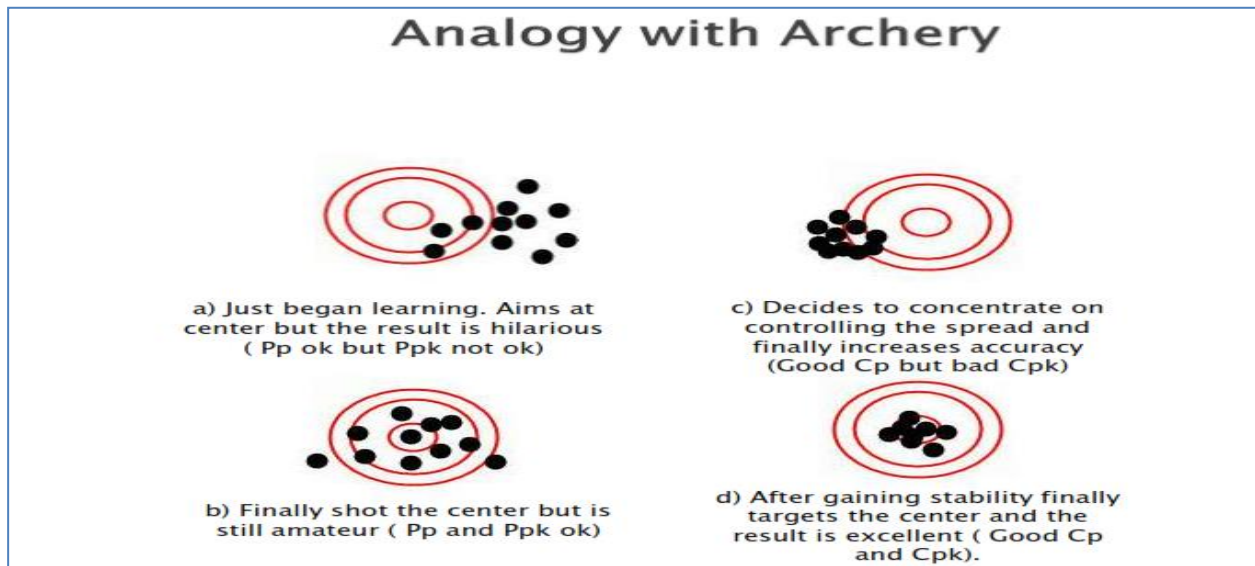 Analogy with Archery
a) Just began learning. Aims at
center but the result is hilarious
( Pp ok but Ppk not ok)
b) Finally shot the center but is
still amateur ( Pp and Ppk ok)
c) Decides to concentrate on
controlling the spread and
finally increases accuracy
(Good Cp but bad Cpk)
d) After gaining stability finally
targets the center and the
result is excellent ( Good Cp
and Cpk).